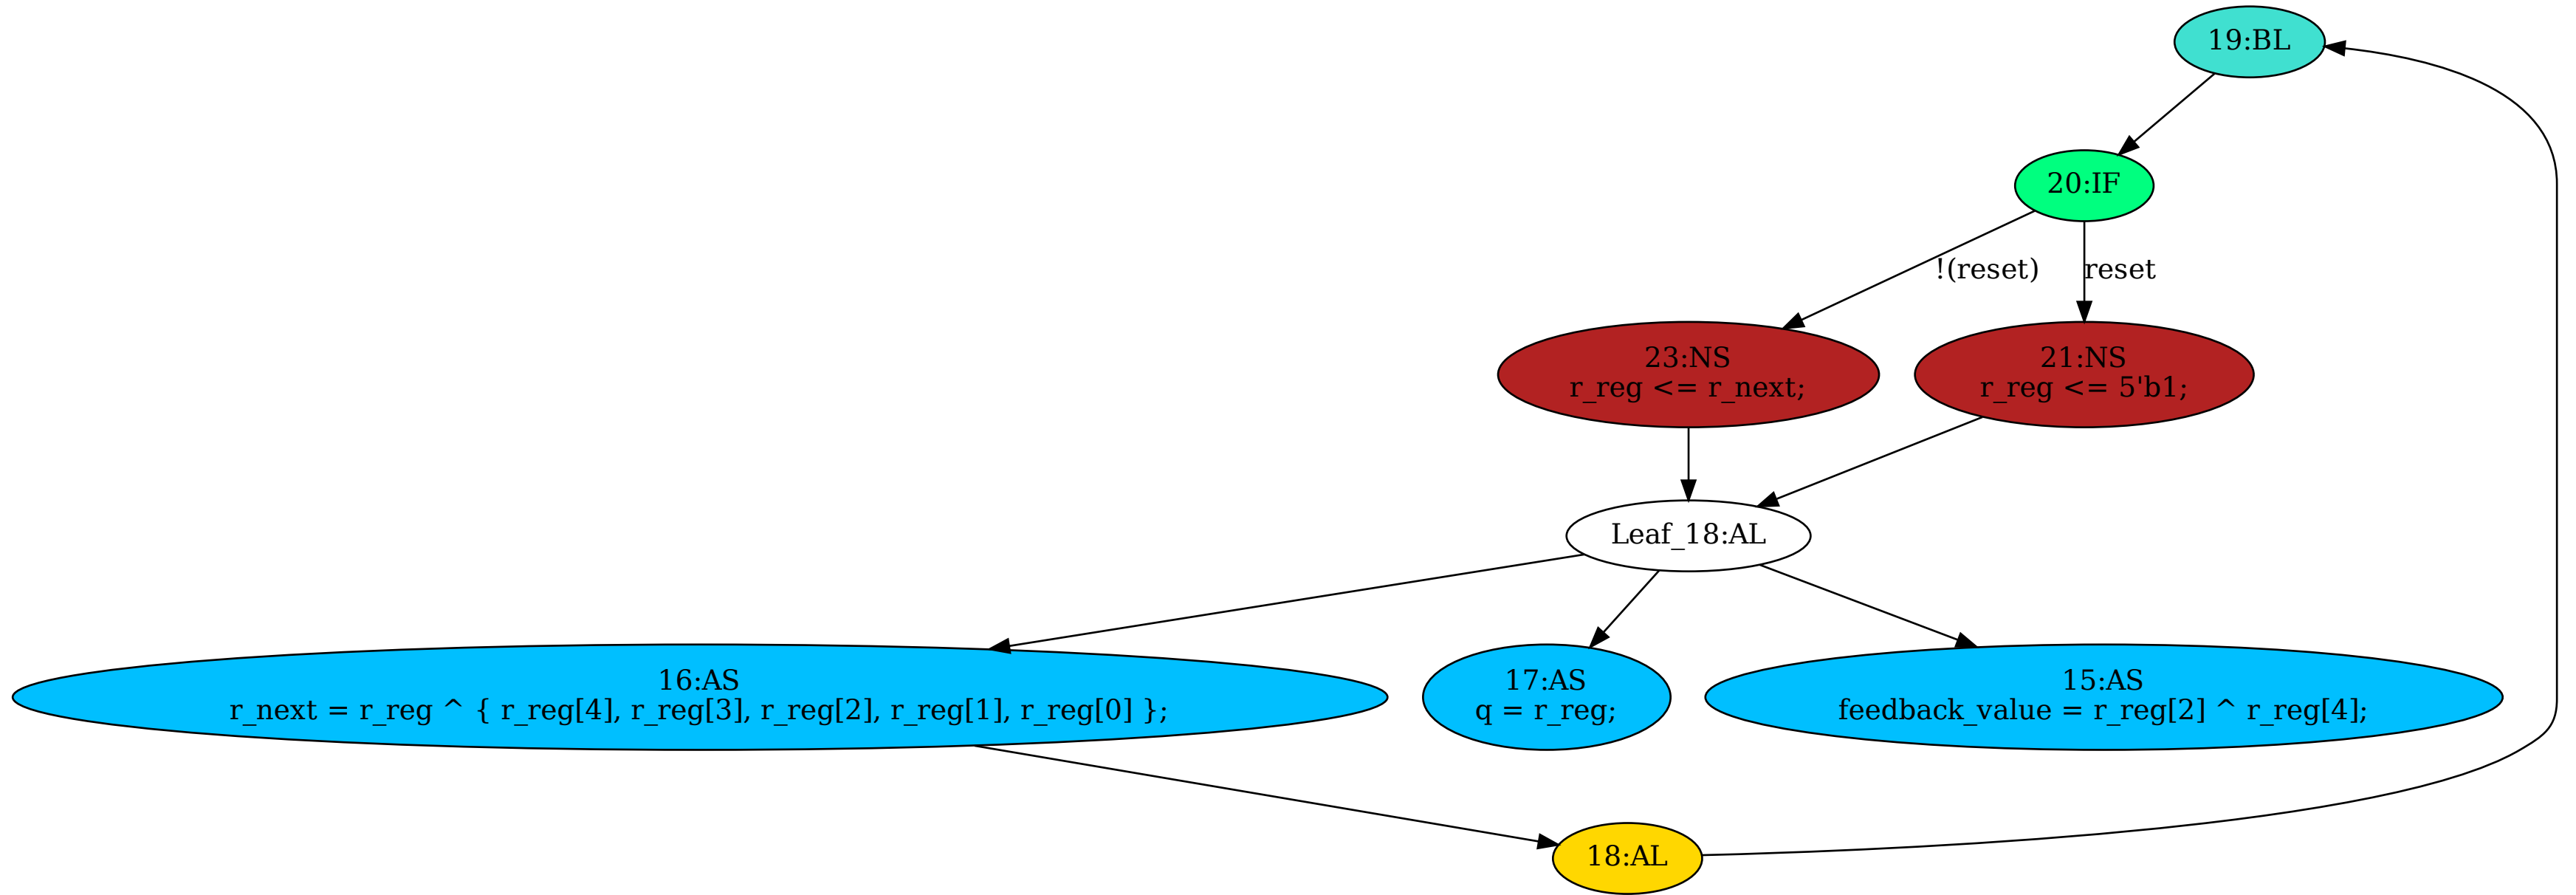 19:BL
20:IF
!(reset)
reset
23:NS
r_reg <= r_next;
21:NS
r_reg <= 5'b1;
Leaf_18:AL
16:AS
r_next = r_reg ^ { r_reg[4], r_reg[3], r_reg[2], r_reg[1], r_reg[0] };
17:AS
q = r_reg;
15:AS
feedback_value = r_reg[2] ^ r_reg[4];
18:AL